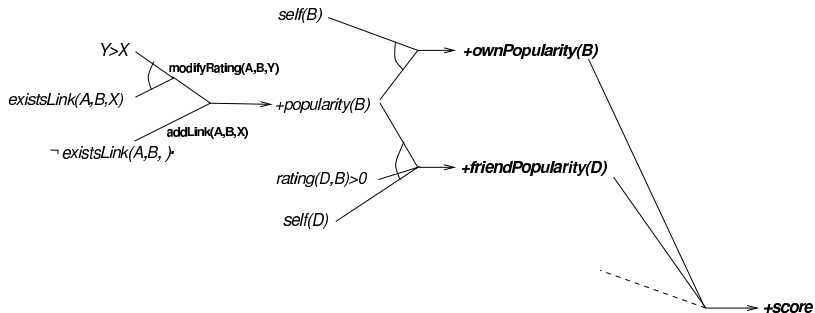 self(B)
Y>X
+ownPopularity(B)
modifyRating(A,B,Y)
existsLink(A,B,X)
+popularity(B)
addLink(A,B,X)
¬ existsLink(A,B, )
rating(D,B)>0
+friendPopularity(D)
self(D)
+score